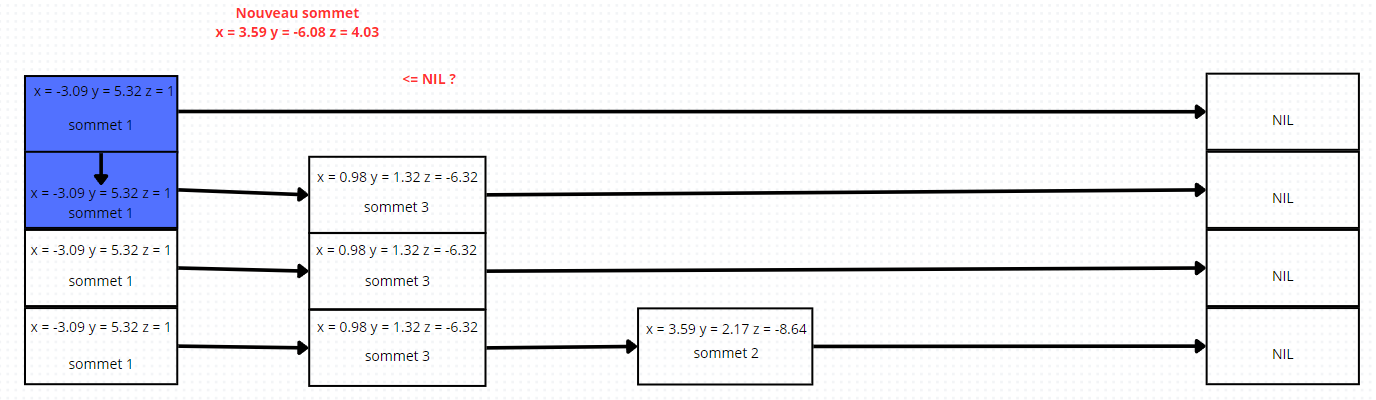 Nouveau sommet
x = 3.59 y = -6.08 z = 4.03
<= NIL ?
x = -3.09 y = 5.32 z = 1
sommet 1
NIL
x = -3.09 y = 5.32 z = 1
sommet 1
x = 0.98 y = 1.32 z = -6.32
sommet 3
NIL
x = -3.09 y = 5.32 z = 1
sommet 1
x = 0.98 y = 1.32 z = -6.32
sommet 3
NIL
x = -3.09 y = 5.32 z = 1
sommet 1
x = 0.98 y = 1.32 z = -6.32
sommet 3
x = 3.59 y = 2.17 z = -8.64
sommet 2
NIL